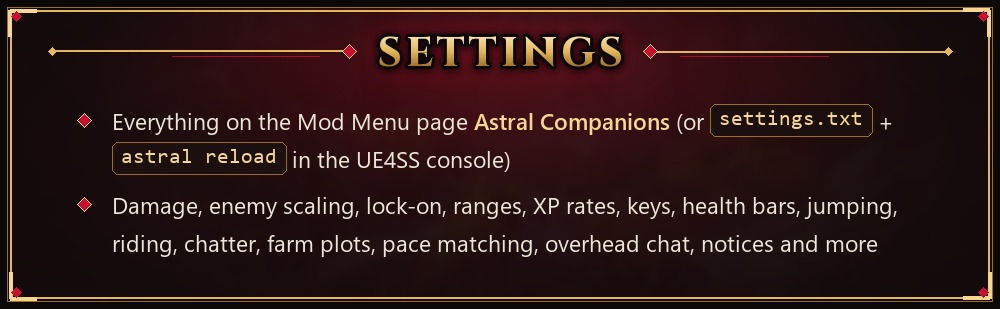 SETTINGS
Everything on the Mod Menu page Astral Companions (or settings.txt +
astral reload in the UE4SS console)
Damage, enemy scaling, lock-on, ranges, XP rates, keys, health bars, jumping,
riding, chatter, farm plots, pace matching, overhead chat, notices and more